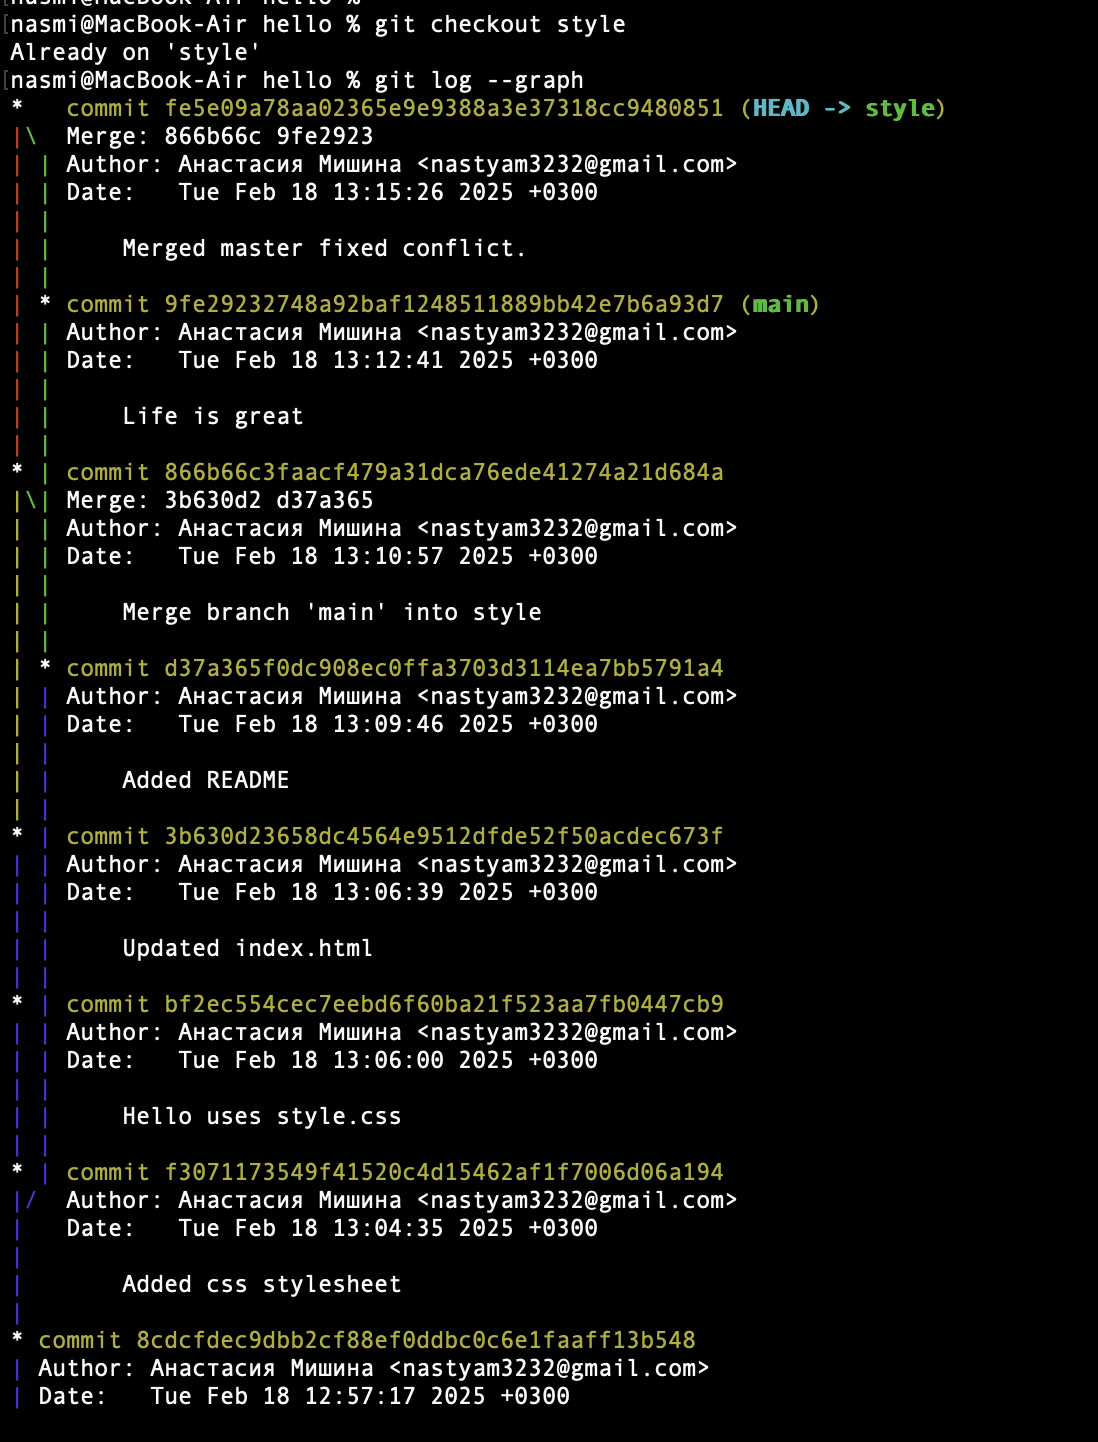 nasmi@MacBook-Air hello %
[nasmi@MacBook-Air hello % git checkout style
Already on 'style'
[nasmi@MacBook-Air hello % git log --graph
*   commit fe5e09a78aa02365e9e9388a3e37318cc9480851 (HEAD -> style)
|\  Merge: 866b66c 9fe2923
| | Author: Анастасия Мишина <nastyam3232@gmail.com>
| | Date:   Tue Feb 18 13:15:26 2025 +0300
| |
| |     Merged master fixed conflict.
| |
| * commit 9fe29232748a92baf1248511889bb42e7b6a93d7 (main)
| | Author: Анастасия Мишина <nastyam3232@gmail.com>
| | Date:   Tue Feb 18 13:12:41 2025 +0300
| |
| |     Life is great
| |
* | commit 866b66c3faacf479a31dca76ede41274a21d684a
|\| Merge: 3b630d2 d37a365
| | Author: Анастасия Мишина <nastyam3232@gmail.com>
| | Date:   Tue Feb 18 13:10:57 2025 +0300
| |
| |     Merge branch 'main' into style
| |
| * commit d37a365f0dc908ec0ffa3703d3114ea7bb5791a4
| | Author: Анастасия Мишина <nastyam3232@gmail.com>
| | Date:   Tue Feb 18 13:09:46 2025 +0300
| |
| |     Added README
| |
* | commit 3b630d23658dc4564e9512dfde52f50acdec673f
| | Author: Анастасия Мишина <nastyam3232@gmail.com>
| | Date:   Tue Feb 18 13:06:39 2025 +0300
| |
| |     Updated index.html
| |
* | commit bf2ec554cec7eebd6f60ba21f523aa7fb0447cb9
| | Author: Анастасия Мишина <nastyam3232@gmail.com>
| | Date:   Tue Feb 18 13:06:00 2025 +0300
| |
| |     Hello uses style.css
| |
* | commit f3071173549f41520c4d15462af1f7006d06a194
|/  Author: Анастасия Мишина <nastyam3232@gmail.com>
|   Date:   Tue Feb 18 13:04:35 2025 +0300
|
|       Added css stylesheet
|
* commit 8cdcfdec9dbb2cf88ef0ddbc0c6e1faaff13b548
| Author: Анастасия Мишина <nastyam3232@gmail.com>
| Date:   Tue Feb 18 12:57:17 2025 +0300